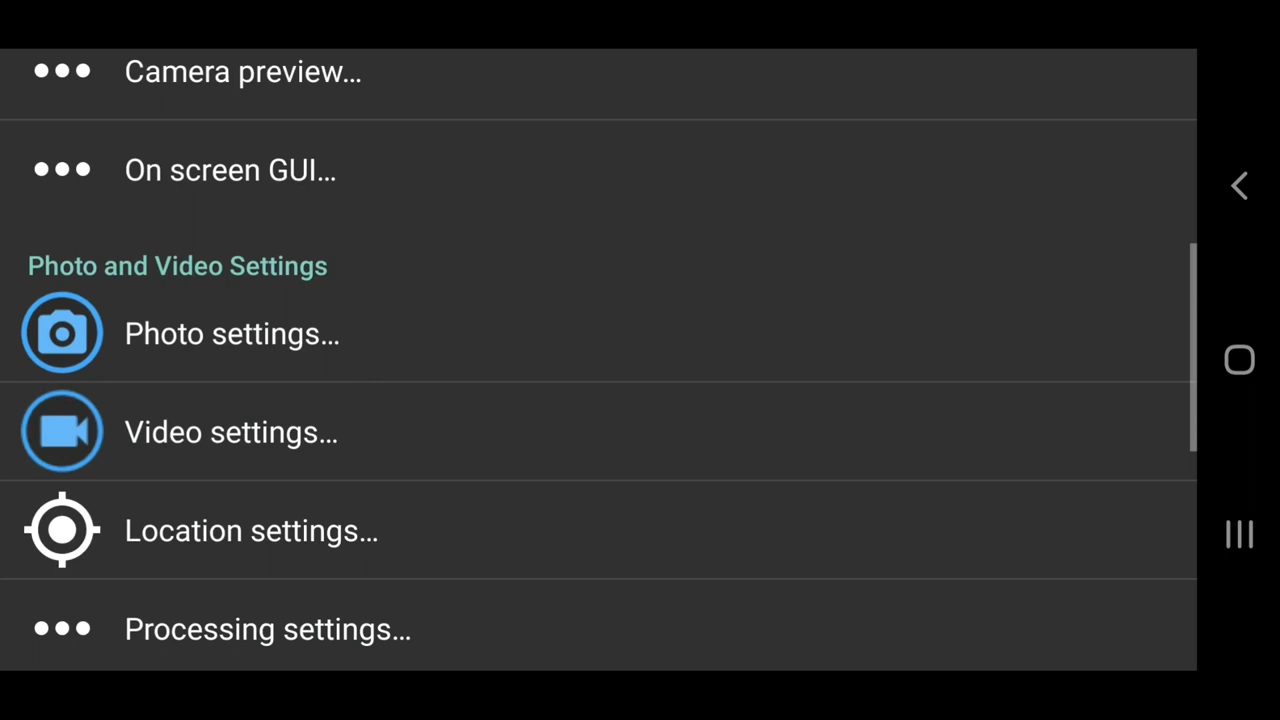 Camera preview...
On screen GUI...
Photo and Video Settings
Photo settings...
Video settings...
Location settings...
Processing settings...